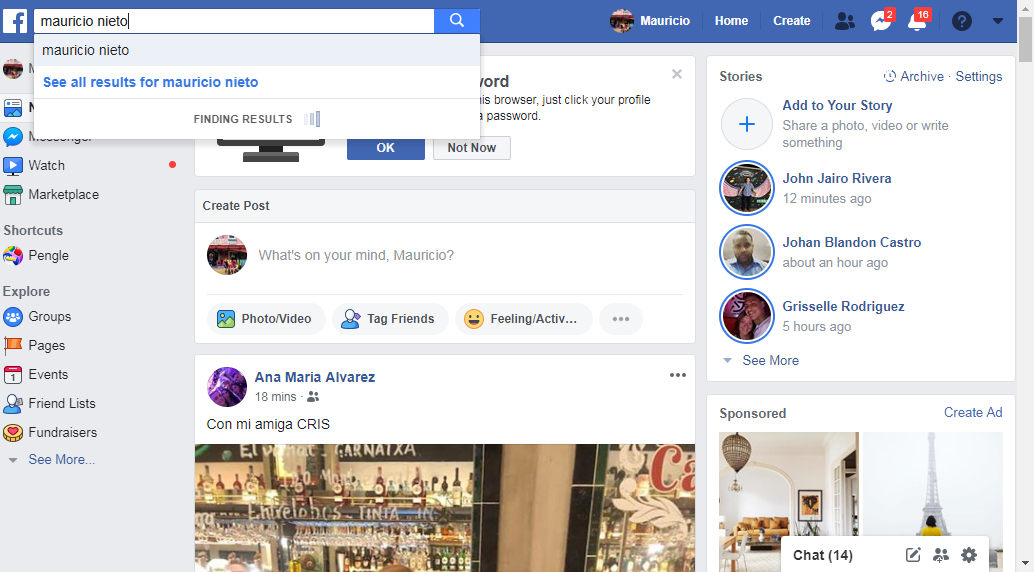 mauricio nieto
Mauricio
Home
Create
2
16
mauricio nieto
See all results for mauricio nieto
FINDING RESULTS
M
N
Messenger
Watch
Marketplace
Shortcuts
Pengle
Explore
Groups
Pages
Events
1
Friend Lists
Fundraisers
See More...
word
his browser, just click your profile
a password.
OK
Not Now
Create Post
What's on your mind, Mauricio?
Photo/Video
Tag Friends
Feeling/Activ...
Ana Maria Alvarez
18 mins ·
Con mi amiga CRIS
GARNATXA
TINTA
Ca
Stories
Archive · Settings
Add to Your Story
Share a photo, video or write
something
John Jairo Rivera
12 minutes ago
Johan Blandon Castro
about an hour ago
Grisselle Rodriguez
5 hours ago
See More
Sponsored
Create Ad
Chat (14)